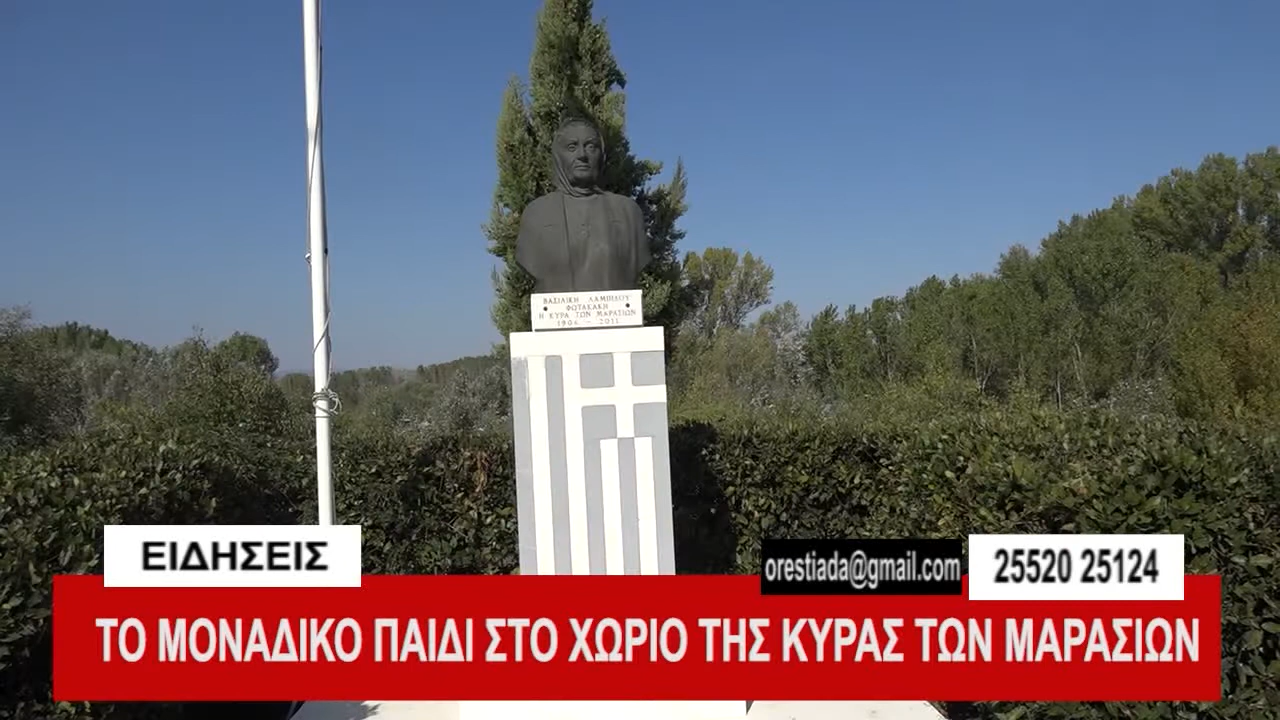 ΒΑΣΙΛΙΚΗ ΛΑΜΠΙΔΟΥ
ΦΩΤΑΚΑΚΗ
Η ΚΥΡΑ ΤΩΝ ΜΑΡΑΣΙΩΝ
ΕΙΔΗΣΕΙΣ
orestiada@gmail.com
25520 25124
ΤΟ ΜΟΝΑΔΙΚΟ ΠΑΙΔΙ ΣΤΟ ΧΩΡΙΟ ΤΗΣ ΚΥΡΑΣ ΤΩΝ ΜΑΡΑΣΙΩΝ